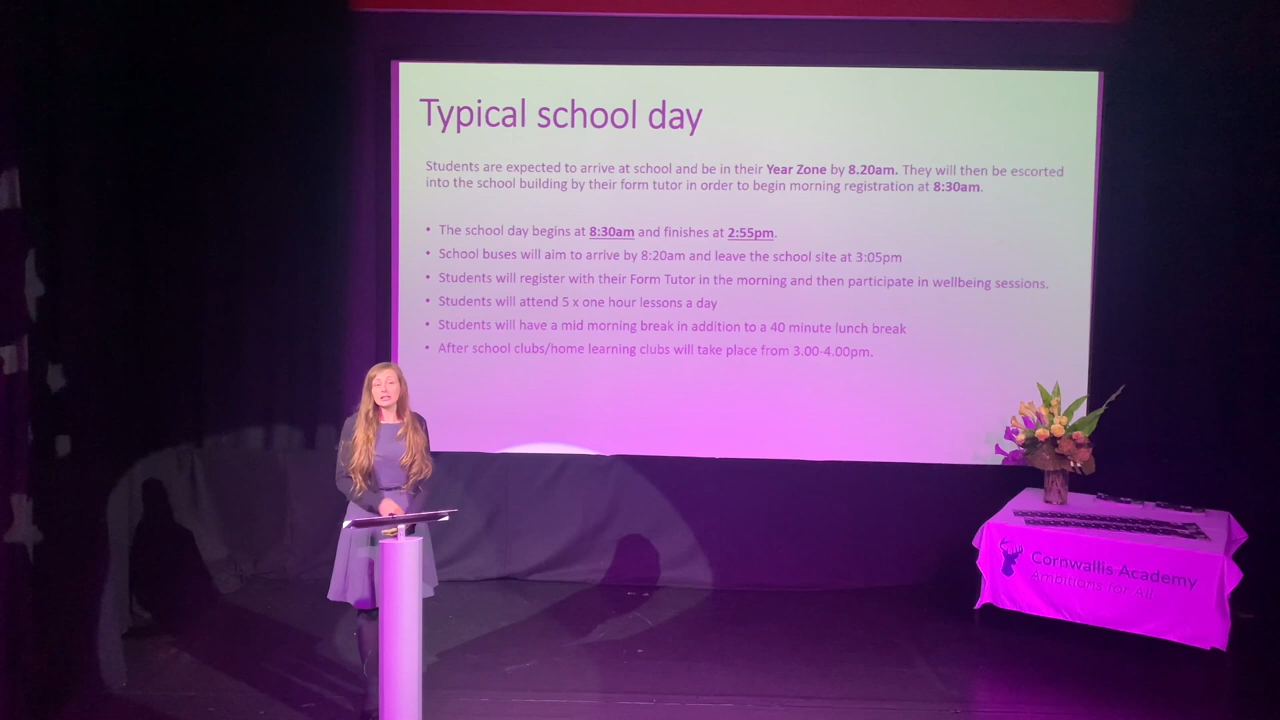 Typical school day
Students are expected to arrive at school and be in their Year Zone by 8.20am. They will then be escorted
into the school building by their form tutor in order to begin morning registration at 8:30am.
• The school day begins at 8:30am and finishes at 2:55pm.
• School buses will aim to arrive by 8:20am and leave the school site at 3:05pm
• Students will register with their Form Tutor in the morning and then participate in wellbeing sessions.
• Students will attend 5 x one hour lessons a day
• Students will have a mid morning break in addition to a 40 minute lunch break
• After school clubs/home learning clubs will take place from 3.00-4.00pm.
Cornwallis Academy
Ambitions for All